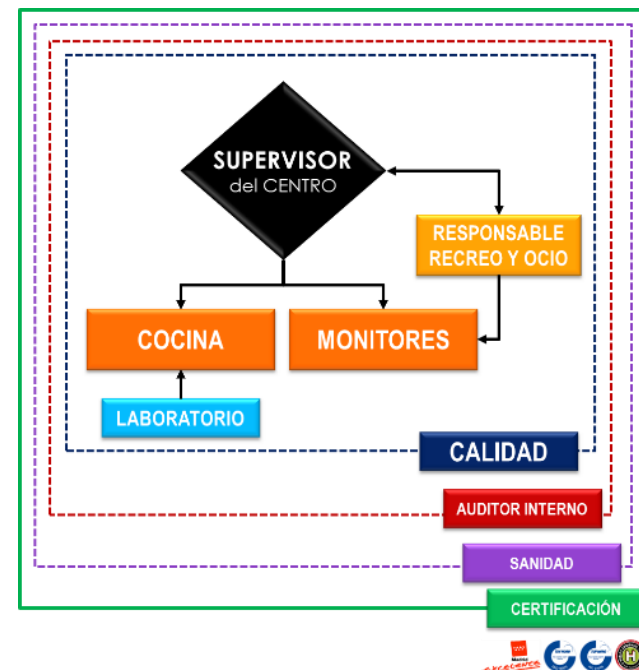 SUPERVISOR
del CENTRO
RESPONSABLE
RECREO Y OCIO
COCINA
MONITORES
LABORATORIO
CALIDAD
AUDITOR INTERNO
SANIDAD
CERTIFICACIÓN